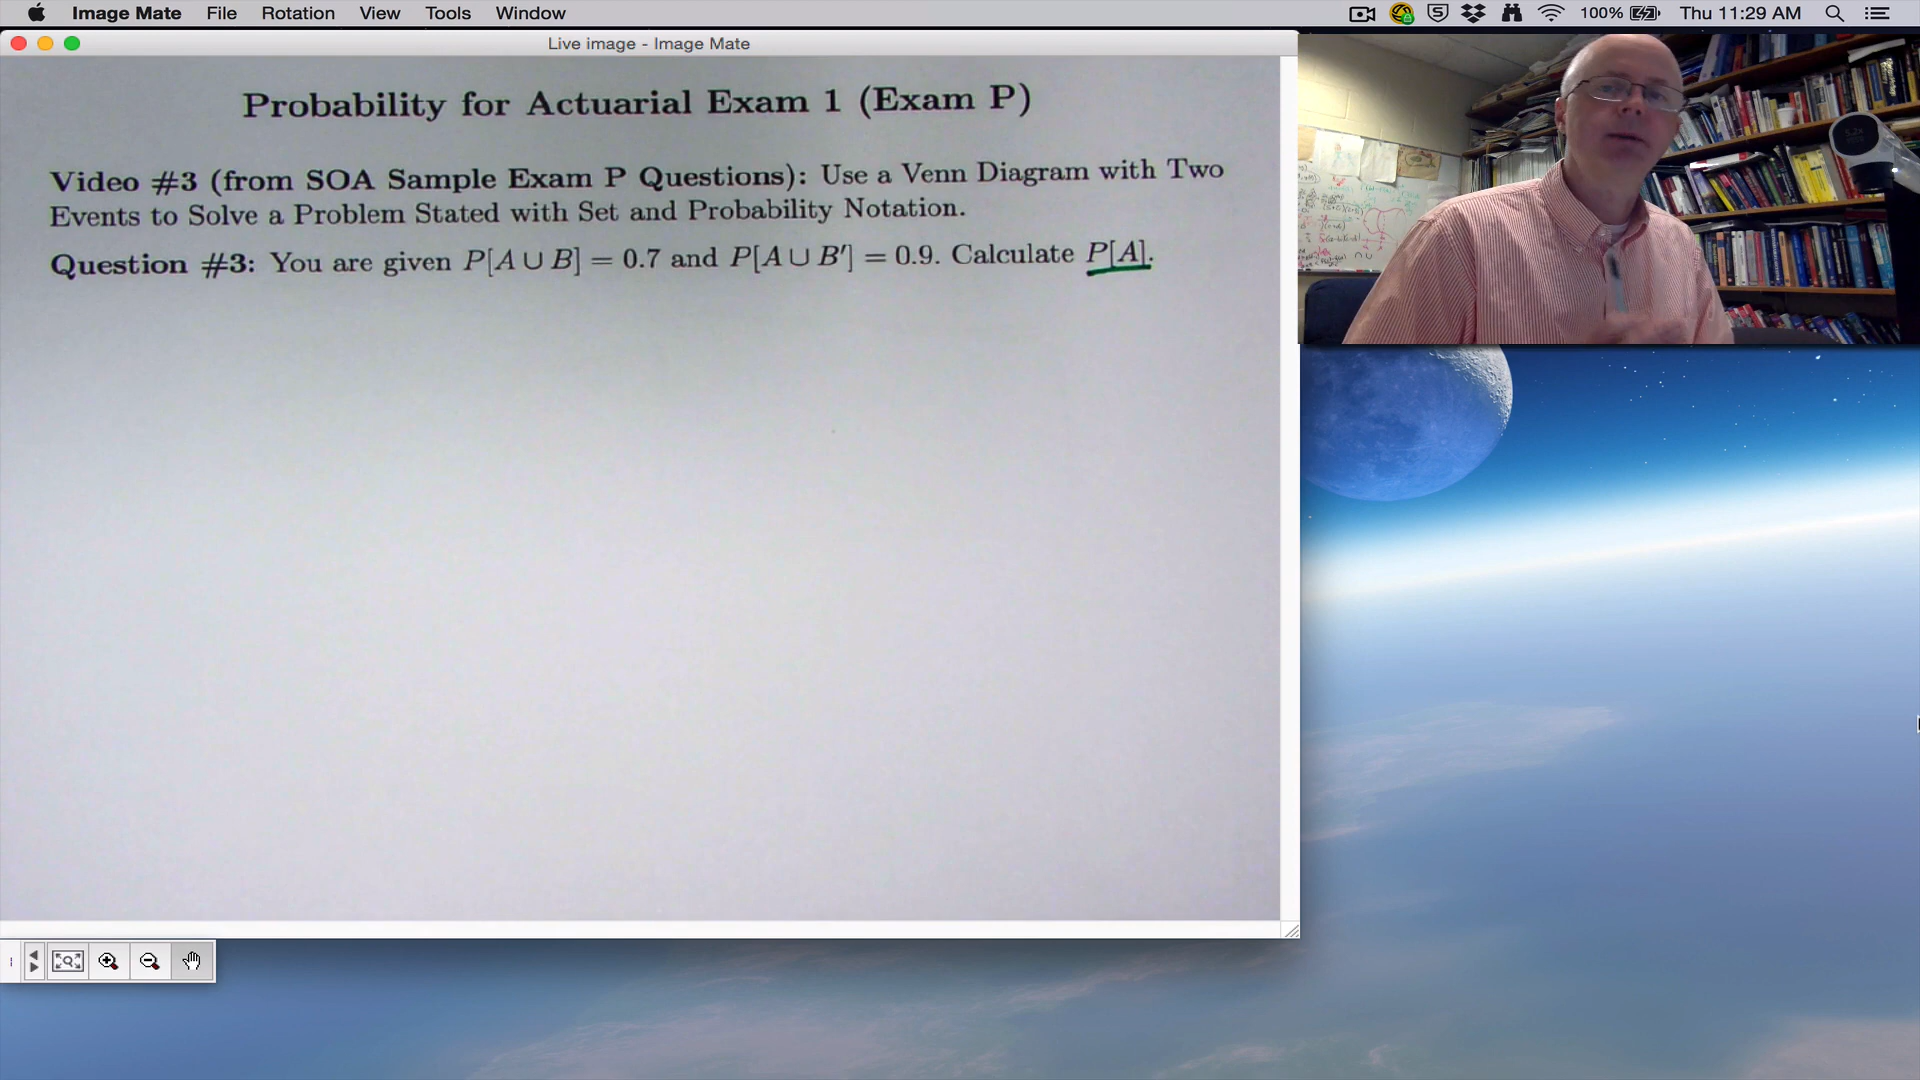 Image Mate File Rotation View Tools Window 100% Thu 11:29 AM
Live image - Image Mate
Probability for Actuarial Exam 1 (Exam P)
Video #3 (from SOA Sample Exam P Questions): Use a Venn Diagram with Two
Events to Solve a Problem Stated with Set and Probability Notation.
Question #3: You are given P[A ∪ B] = 0.7 and P[A ∪ B′] = 0.9. Calculate P[A].